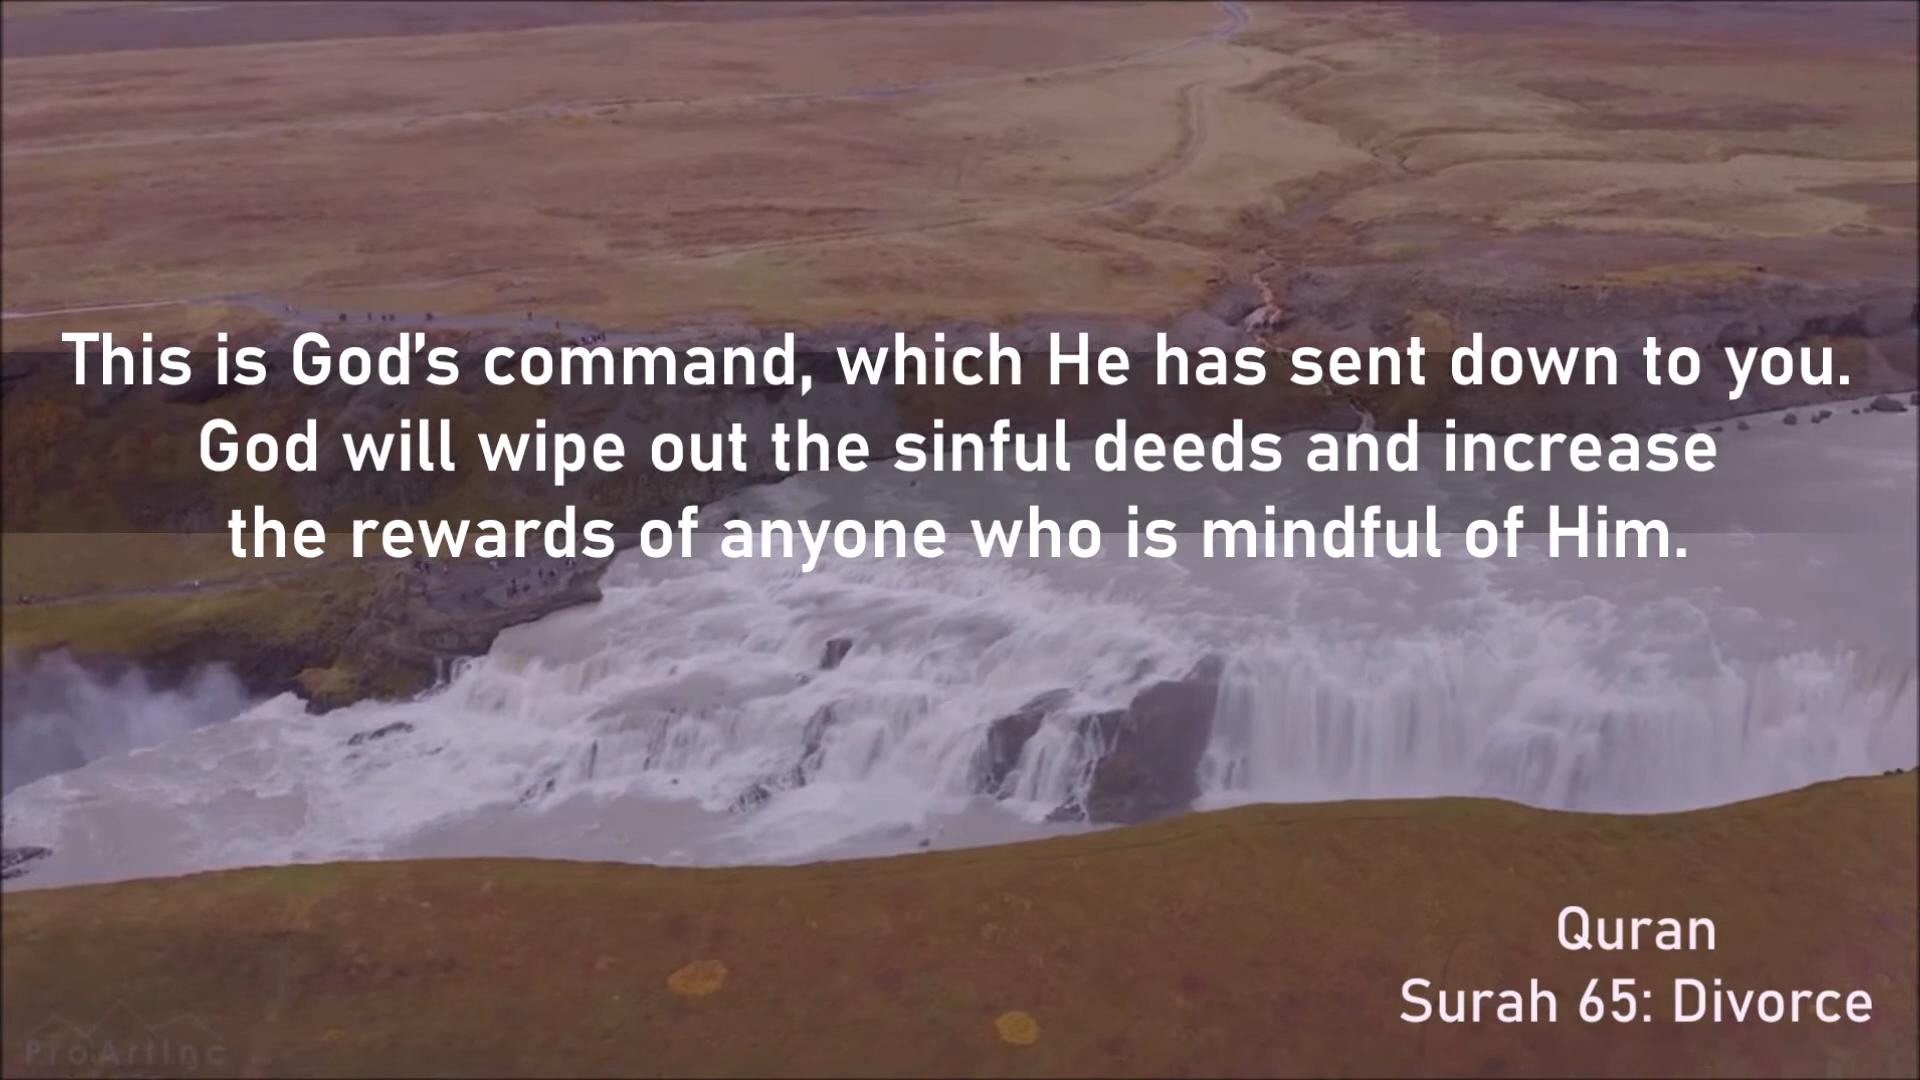 This is God’s command, which He has sent down to you.
God will wipe out the sinful deeds and increase
the rewards of anyone who is mindful of Him.
Quran
Surah 65: Divorce
ProArtInc